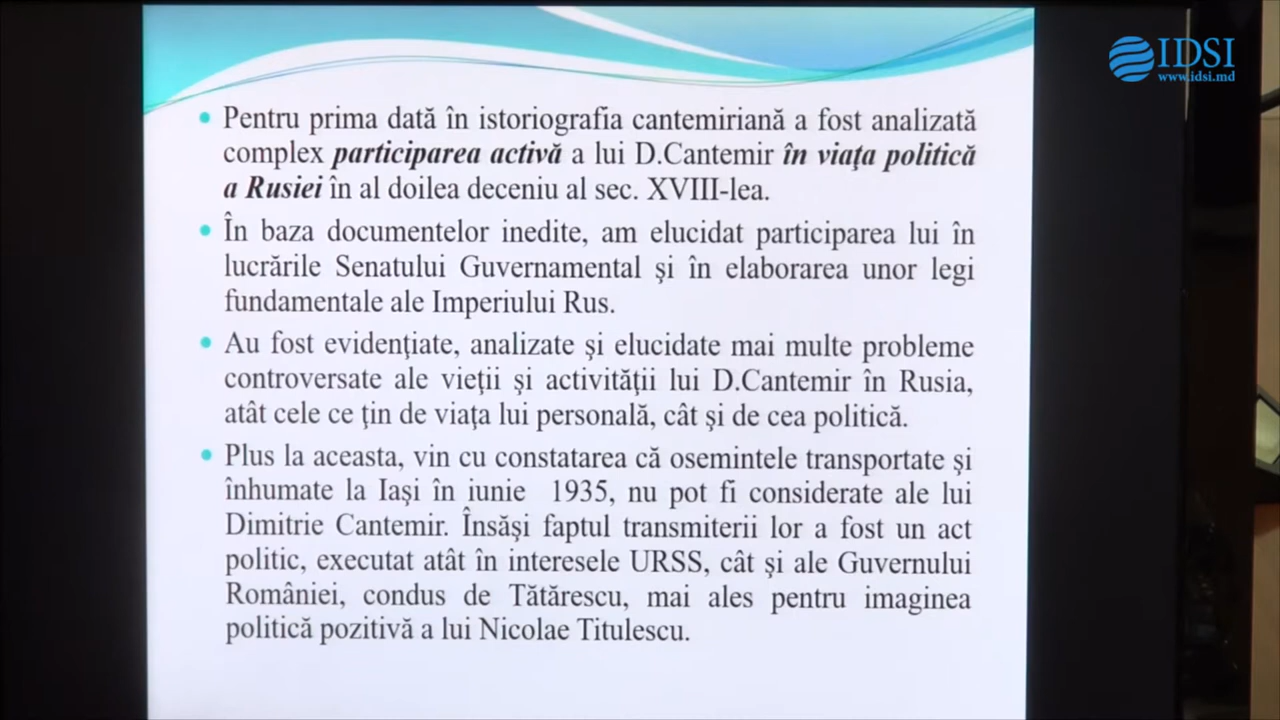 IDSI
www.idsi.md
• Pentru prima dată în istoriografia cantemiriană a fost analizată
complex participarea activă a lui D.Cantemir în viaţa politică
a Rusiei în al doilea deceniu al sec. XVIII-lea.
• În baza documentelor inedite, am elucidat participarea lui în
lucrările Senatului Guvernamental şi în elaborarea unor legi
fundamentale ale Imperiului Rus.
• Au fost evidenţiate, analizate şi elucidate mai multe probleme
controversate ale vieţii şi activităţii lui D.Cantemir în Rusia,
atât cele ce ţin de viaţa lui personală, cât şi de cea politică.
• Plus la aceasta, vin cu constatarea că osemintele transportate şi
înhumate la Iaşi în iunie 1935, nu pot fi considerate ale lui
Dimitrie Cantemir. Însăşi faptul transmiterii lor a fost un act
politic, executat atât în interesele URSS, cât şi ale Guvernului
României, condus de Tătărescu, mai ales pentru imaginea
politică pozitivă a lui Nicolae Titulescu.